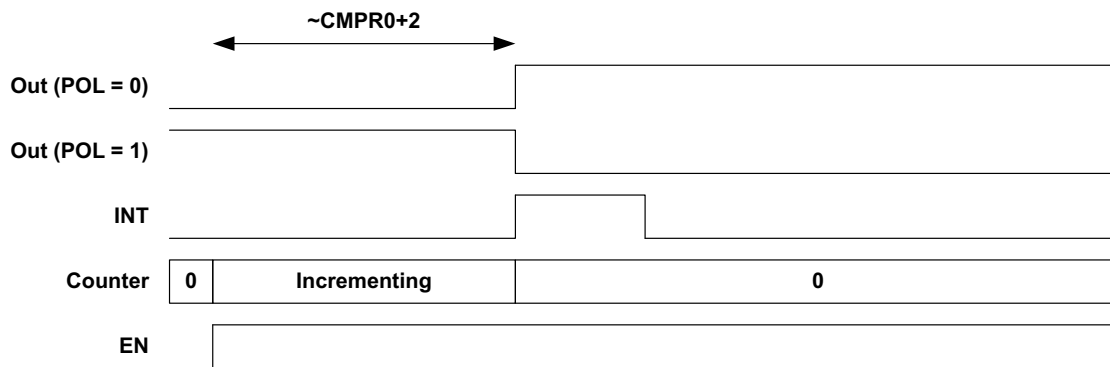 ~CMPR0+2
Out (POL = 0)
Out (POL = 1)
INT
Counter 0 Incrementing 0
EN